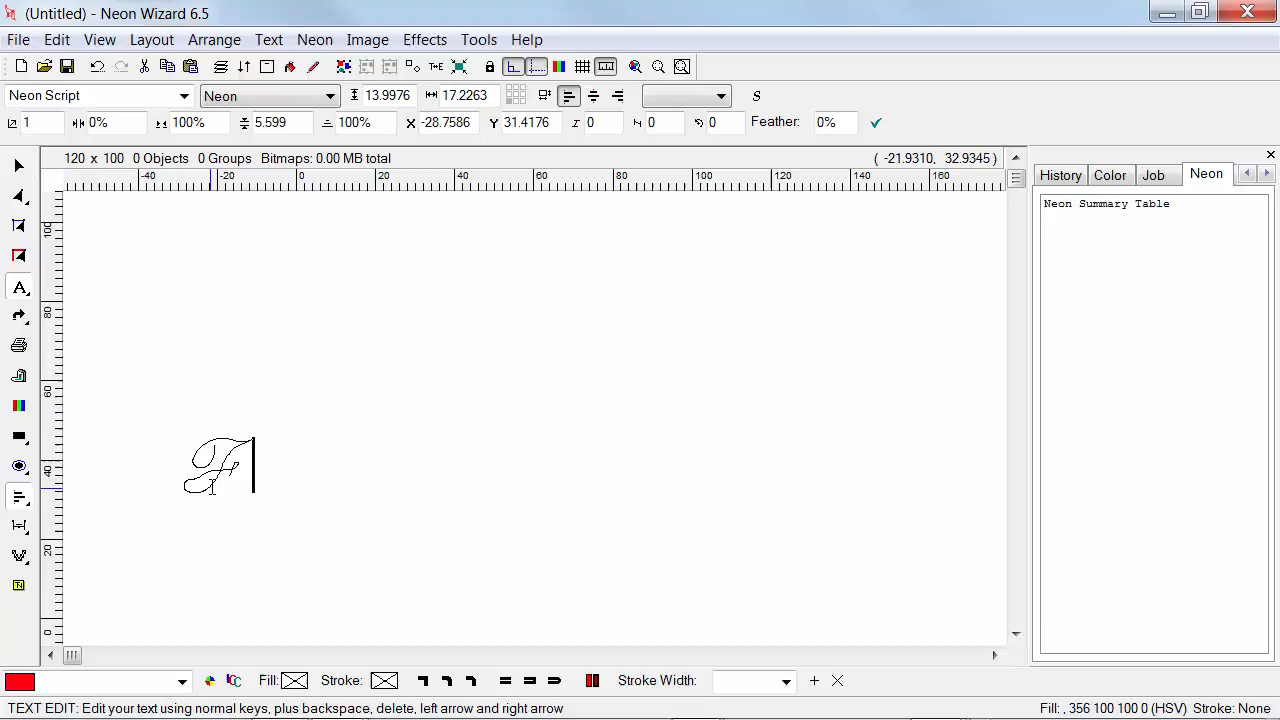 (Untitled) - Neon Wizard 6.5
File Edit View Layout Arrange Text Neon Image Effects Tools Help
Neon Script Neon 13.9976 17.2263 S
1 0% 100% 5.599 100% X -28.7536 Y 31.4176 0 0 0 Feather: 0%
120 x 100 0 Objects 0 Groups Bitmaps: 0.00 MB total ( -21.9310, 32.9345 )
-40 -20 0 20 40 60 80 100 120 140 160
History Color Job Neon
Neon Summary Table
100
80
60
40
20
0
F
Fill: Stroke: Stroke Width:
TEXT EDIT: Edit your text using normal keys, plus backspace, delete, left arrow and right arrow Fill: , 356 100 100 0 (HSV) Stroke: None